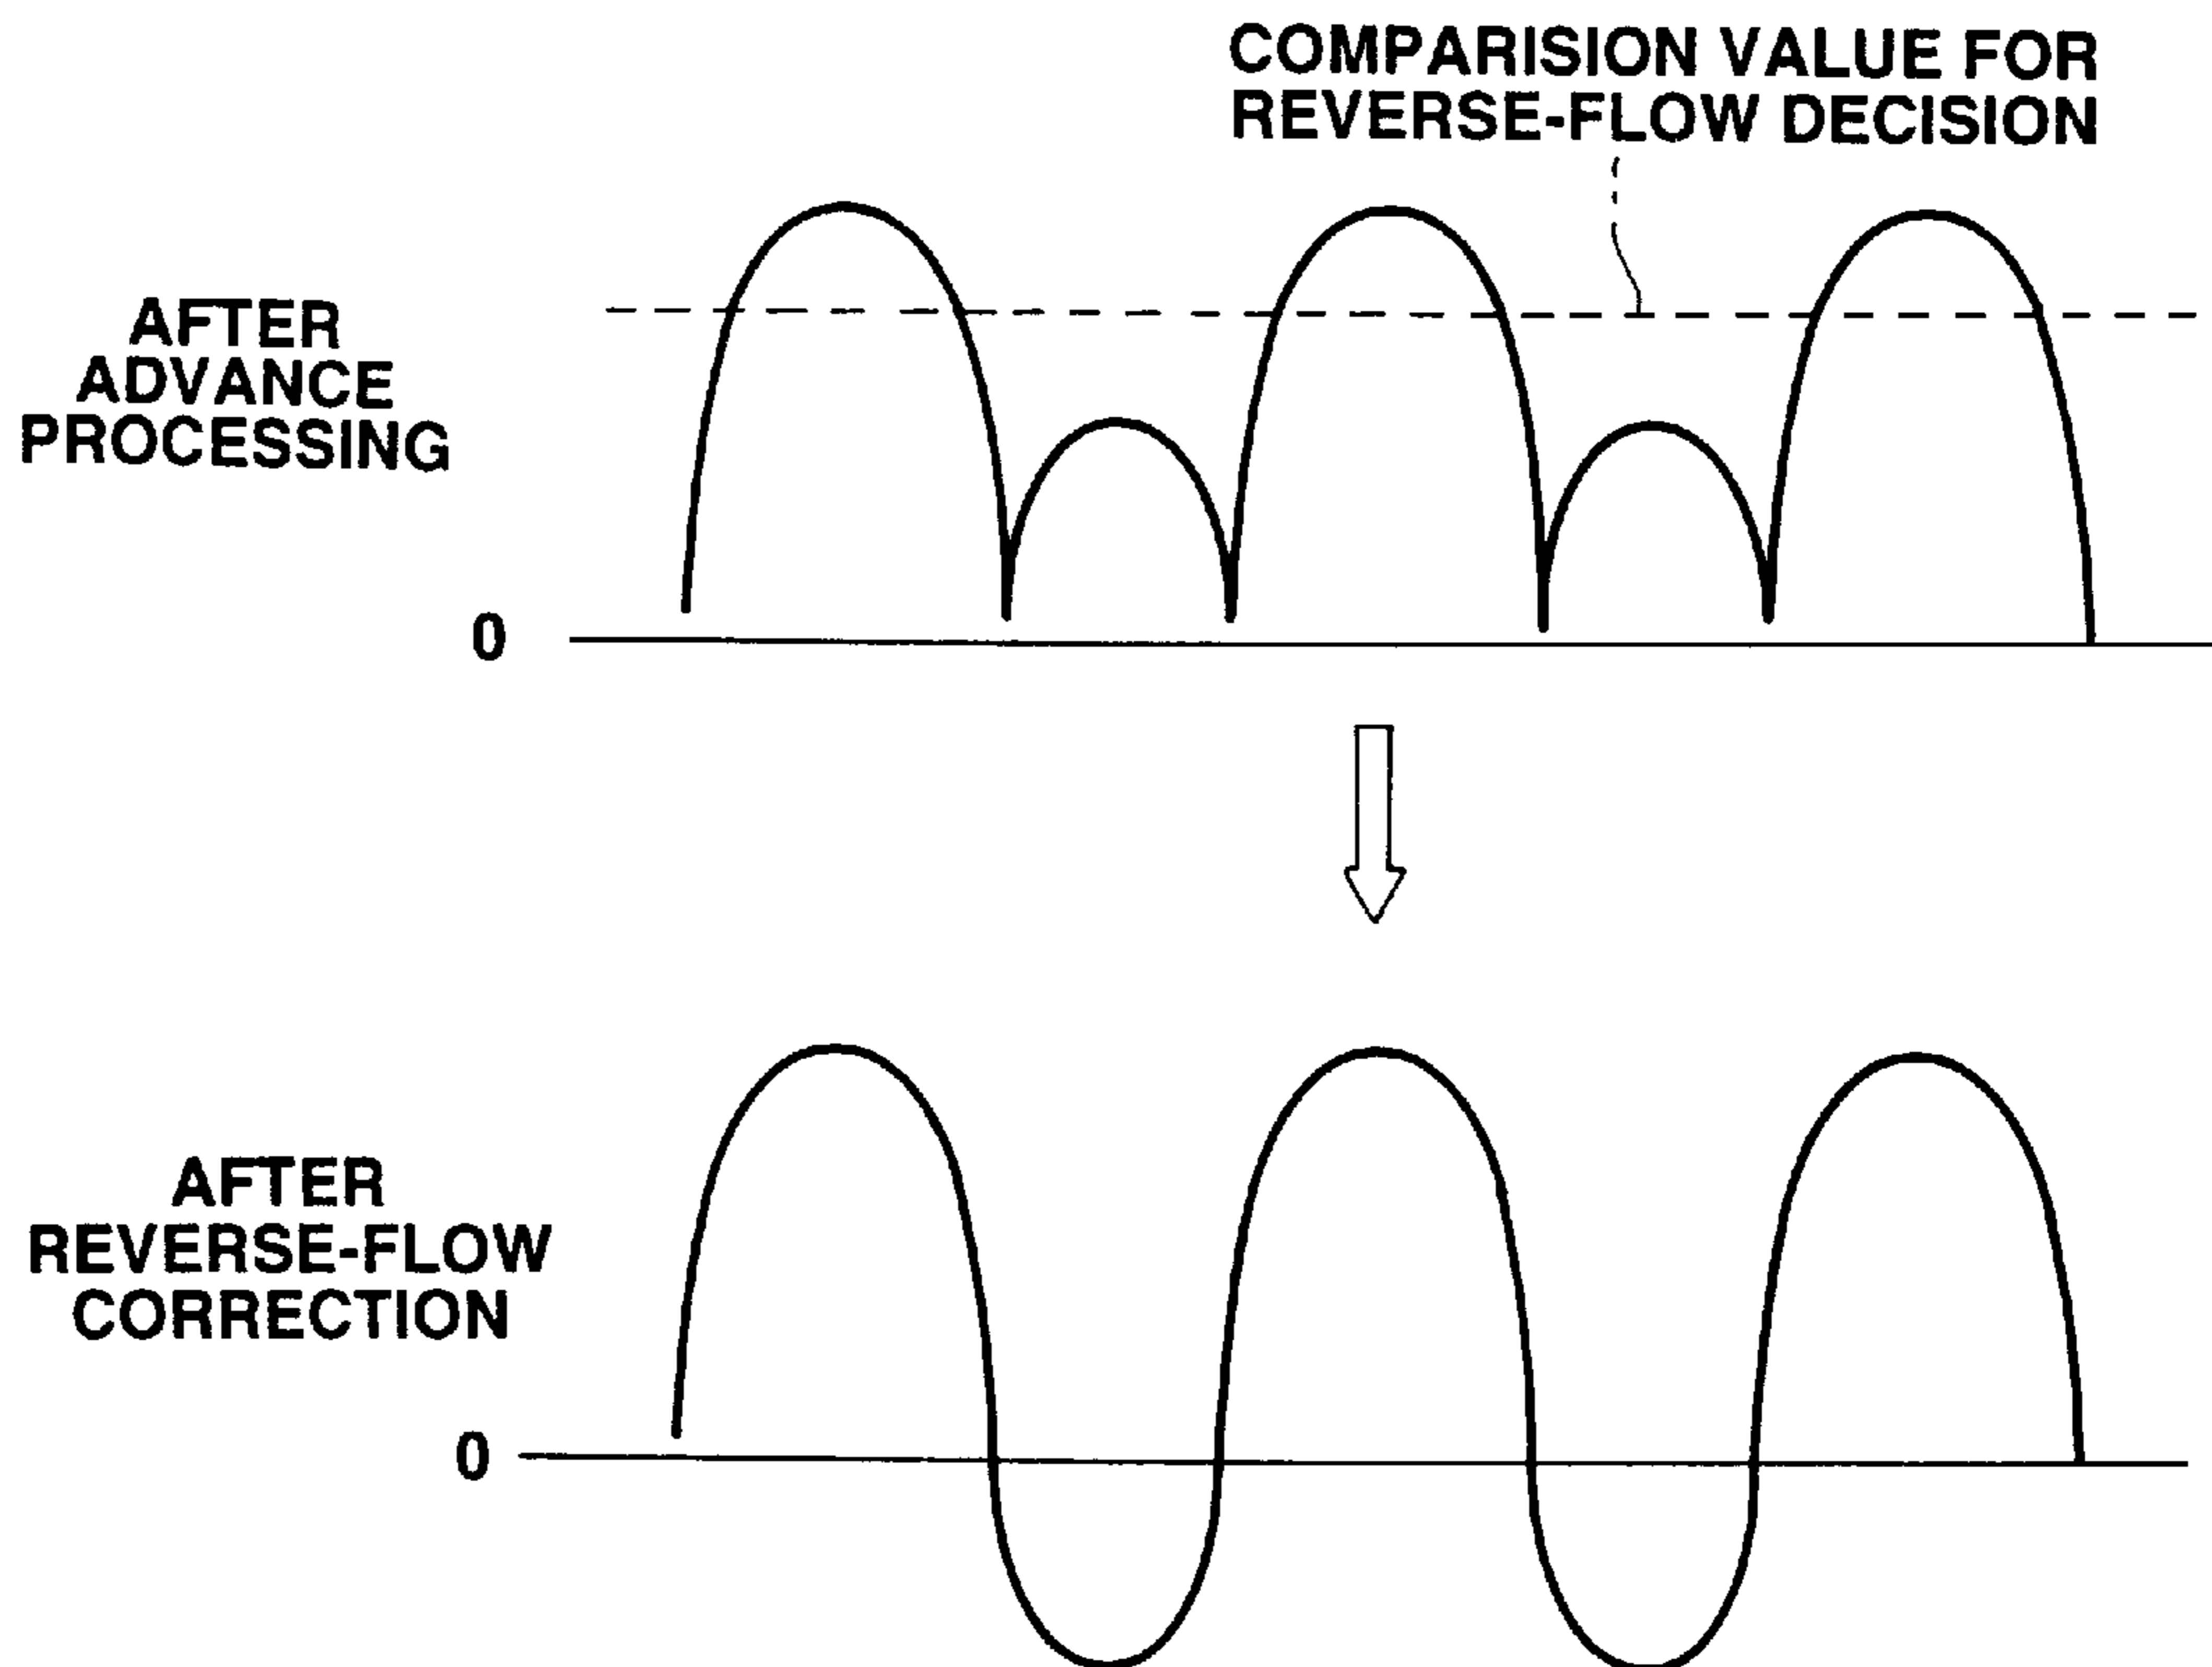 COMPARISION VALUE FOR
REVERSE-FLOW DECISION
AFTER
ADVANCE
PROCESSING
0
AFTER
REVERSE-FLOW
CORRECTION
0